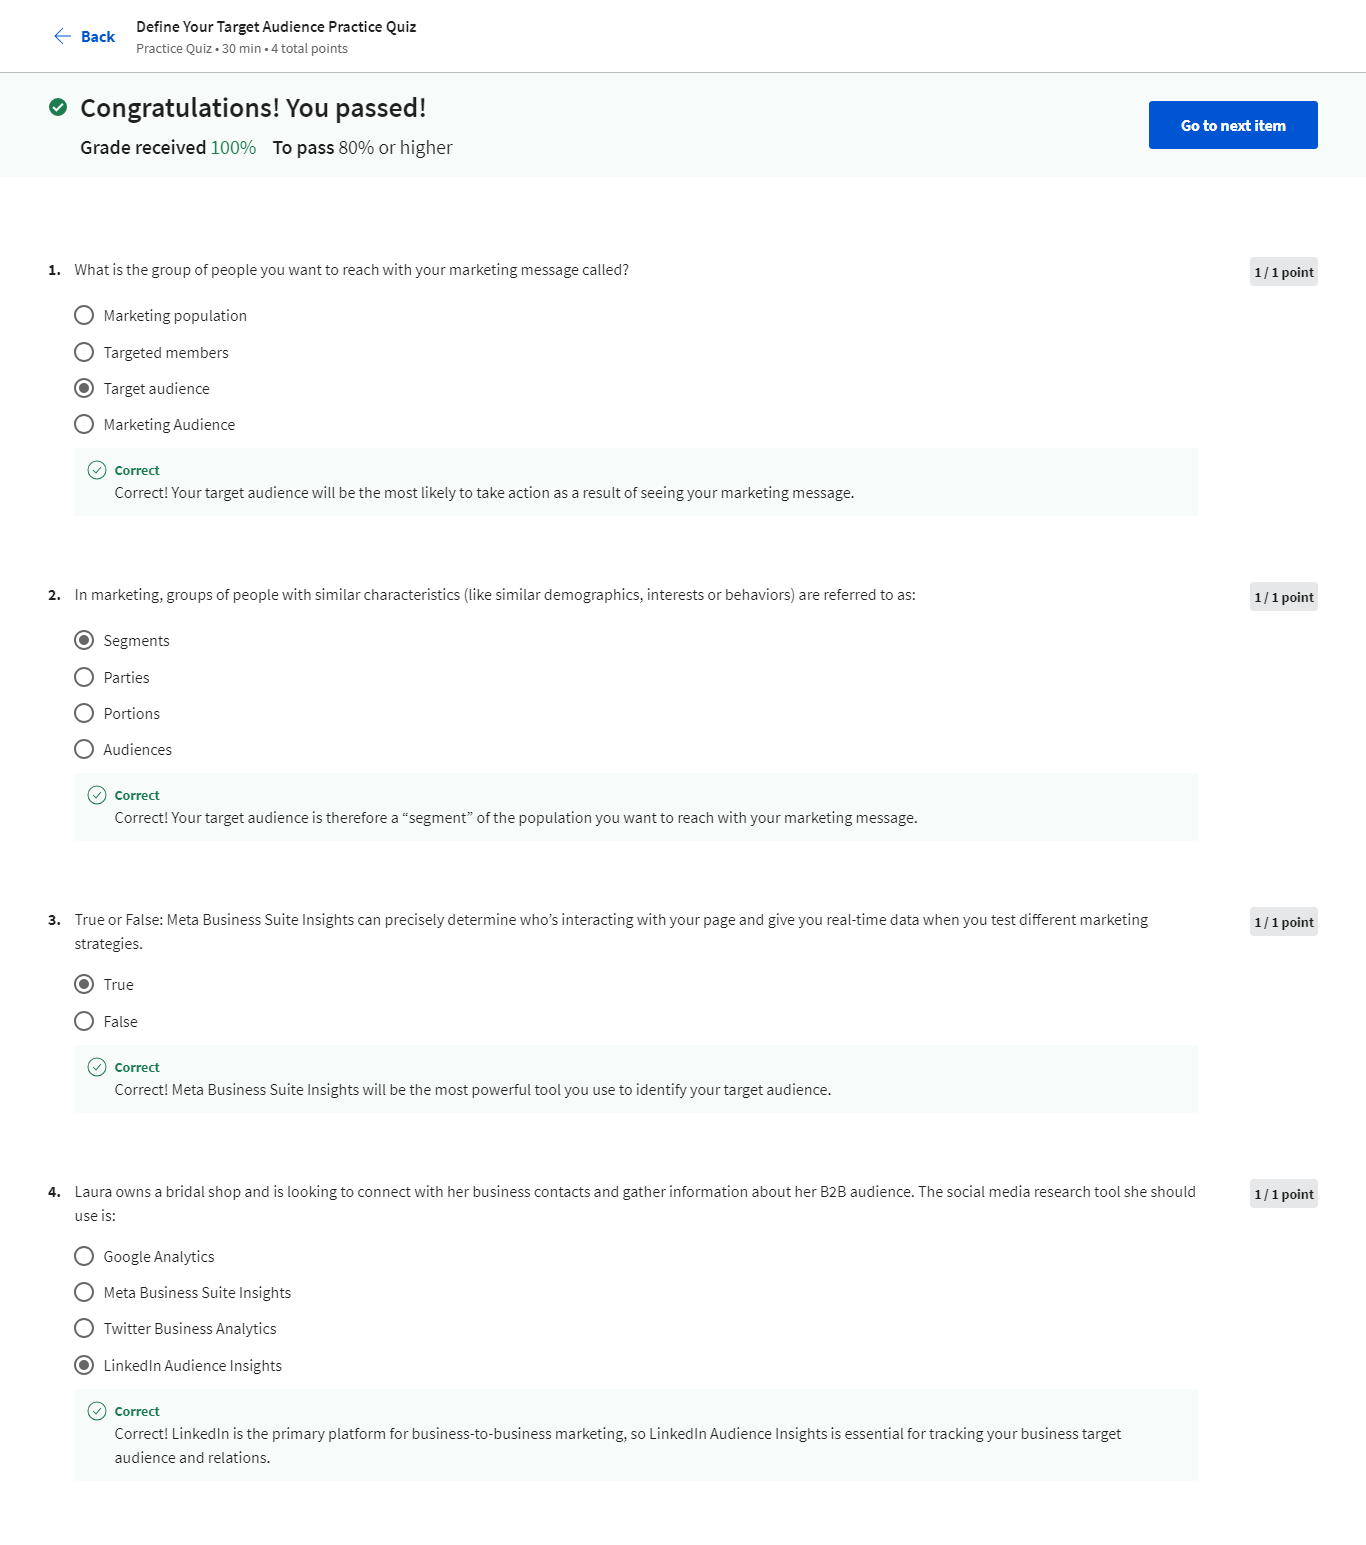 Back
Define Your Target Audience Practice Quiz
Practice Quiz • 30 min • 4 total points
Congratulations! You passed!
Grade received 100% To pass 80% or higher
Go to next item
1. What is the group of people you want to reach with your marketing message called?
1 / 1 point
Marketing population
Targeted members
Target audience
Marketing Audience
Correct
Correct! Your target audience will be the most likely to take action as a result of seeing your marketing message.
2. In marketing, groups of people with similar characteristics (like similar demographics, interests or behaviors) are referred to as:
1 / 1 point
Segments
Parties
Portions
Audiences
Correct
Correct! Your target audience is therefore a “segment” of the population you want to reach with your marketing message.
3. True or False: Meta Business Suite Insights can precisely determine who’s interacting with your page and give you real-time data when you test different marketing
strategies.
1 / 1 point
True
False
Correct
Correct! Meta Business Suite Insights will be the most powerful tool you use to identify your target audience.
4. Laura owns a bridal shop and is looking to connect with her business contacts and gather information about her B2B audience. The social media research tool she should
use is:
1 / 1 point
Google Analytics
Meta Business Suite Insights
Twitter Business Analytics
LinkedIn Audience Insights
Correct
Correct! LinkedIn is the primary platform for business-to-business marketing, so LinkedIn Audience Insights is essential for tracking your business target
audience and relations.